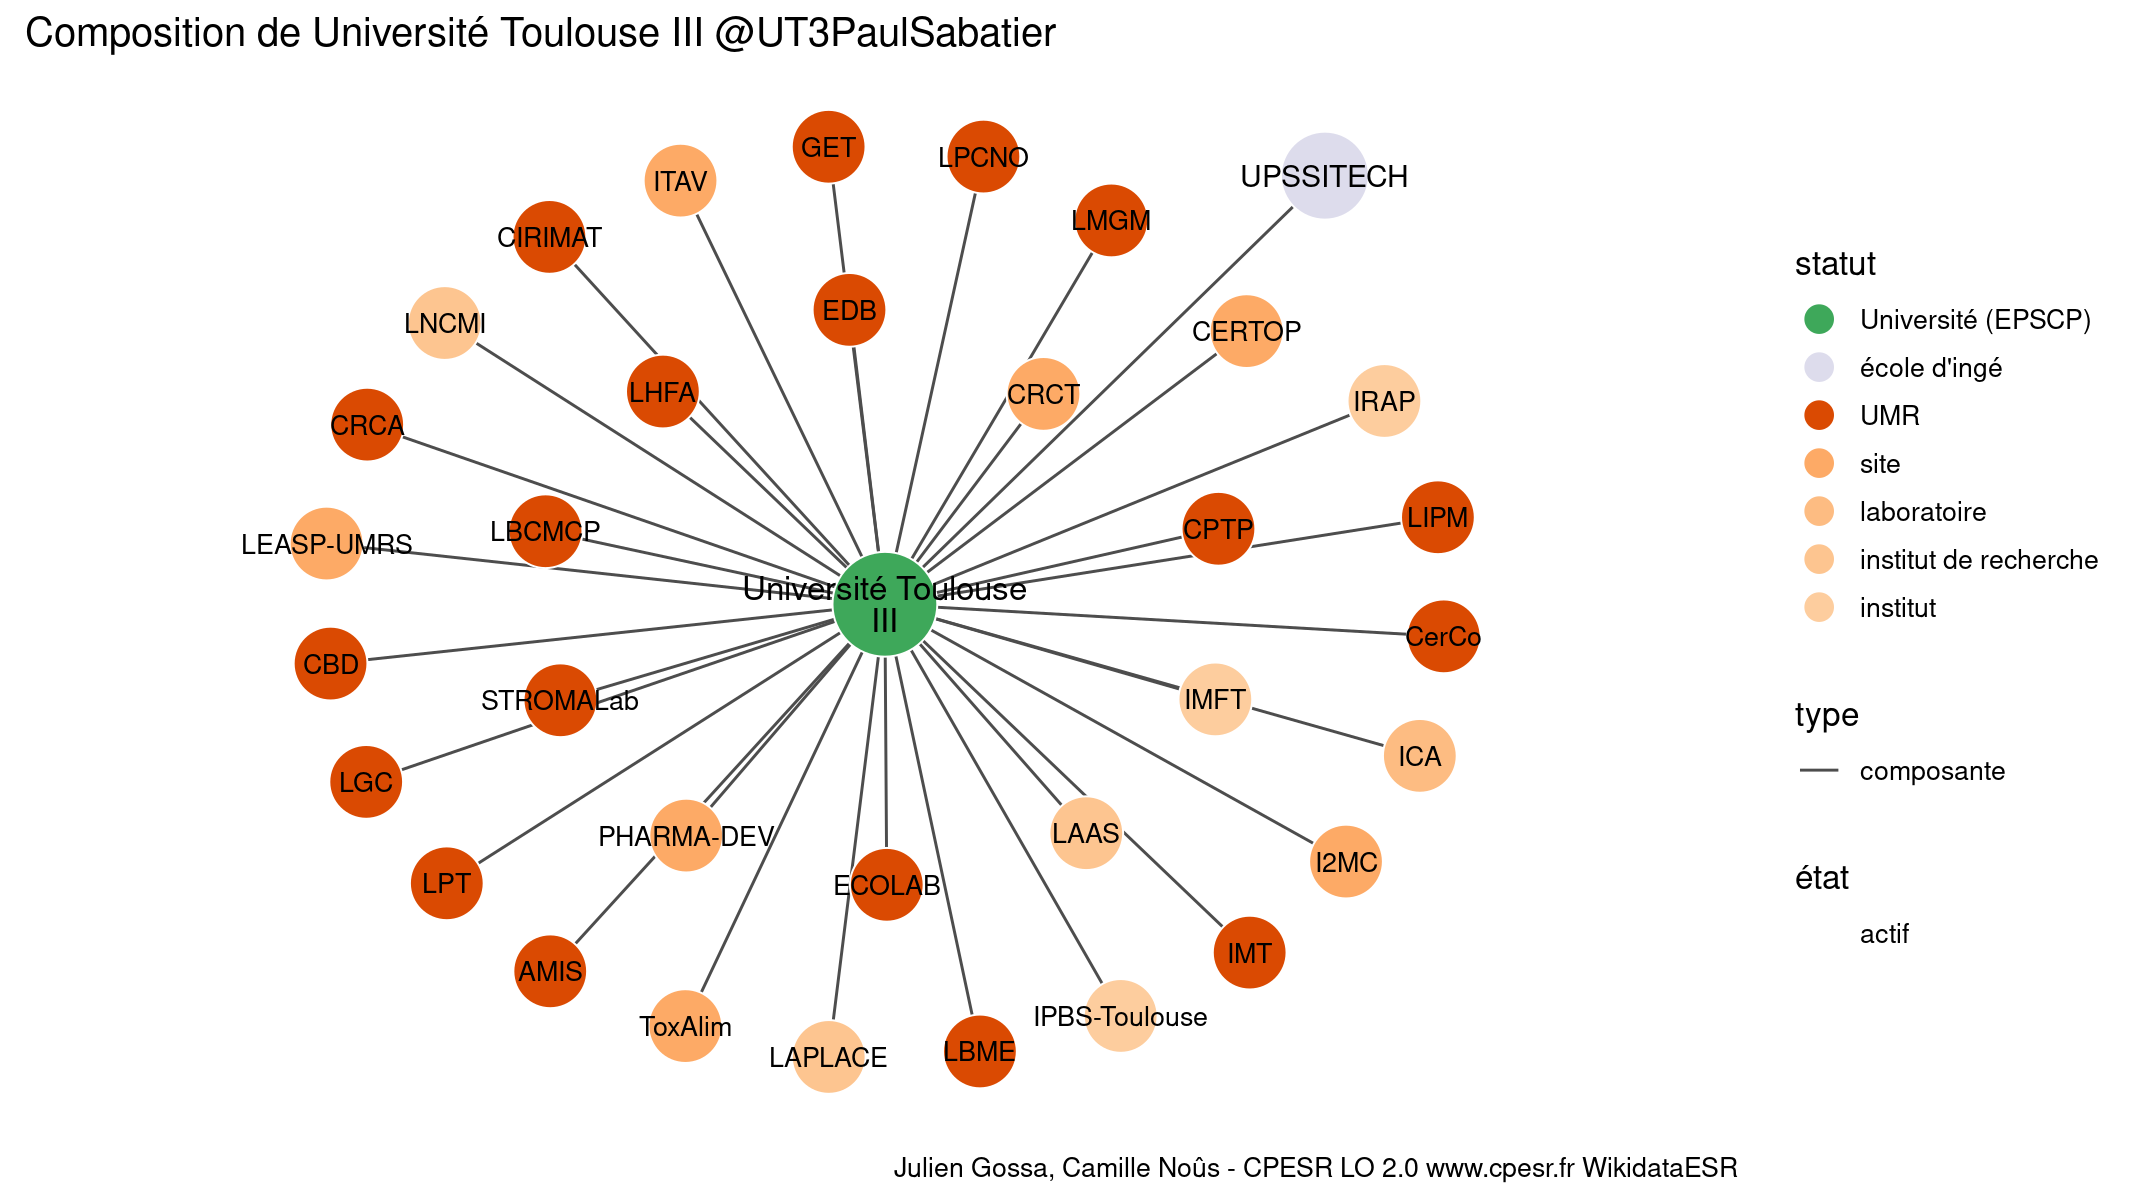 Composition de Université Toulouse III @UT3PaulSabatier
GET
LPCNO
UPSSITECH
ITAV
LMGM
CIRIMAT
EDB
LNCMI
CERTOP
LHFA
CRCT
IRAP
CRCA
LIPM
LBCMCP
CPTP
LEASP-UMRS
Université Toulouse
III
CerCo
CBD
STROMALab
IMFT
ICA
LGC
PHARMA-DEV
LAAS
I2MC
LPT
ECOLAB
IMT
AMIS
IPBS-Toulouse
ToxAlim
LAPLACE
LBME
statut
Université (EPSCP)
école d'ingé
UMR
site
laboratoire
institut de recherche
institut
type
composante
état
actif
Julien Gossa, Camille Noûs - CPESR LO 2.0 www.cpesr.fr WikidataESR